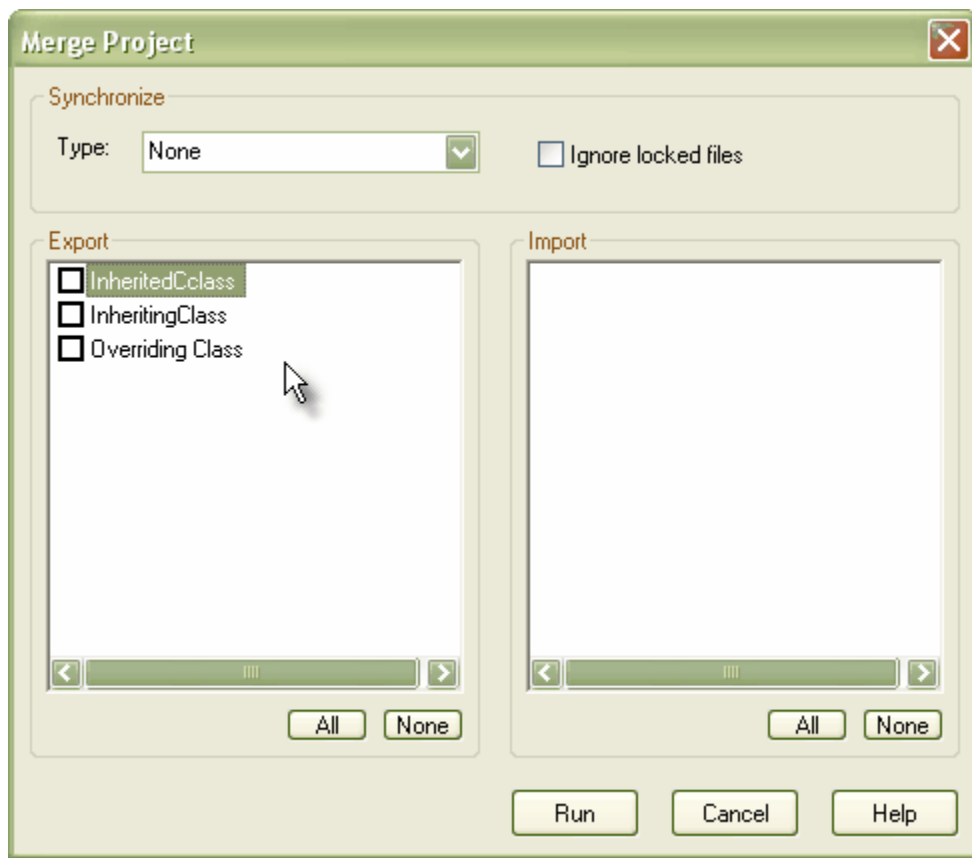 Merge Project
Synchronize
Type: None Ignore locked files
Export
InheritedCclass
InheritingClass
Overriding Class
All None
Import
All None
Run Cancel Help